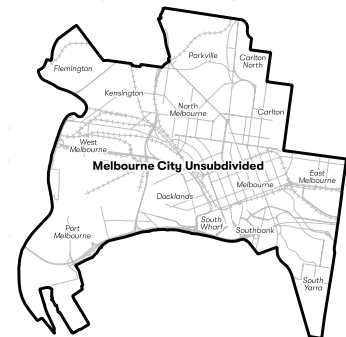 Parkville
Carlton
North
Flemington
Kensington
North
Melbourne
Carlton
West
Melbourne
Melbourne City Unsubdivided
East
Melbourne
Melbourne
Docklands
South
Wharf
Southbank
Port
Melbourne
South
Yarra